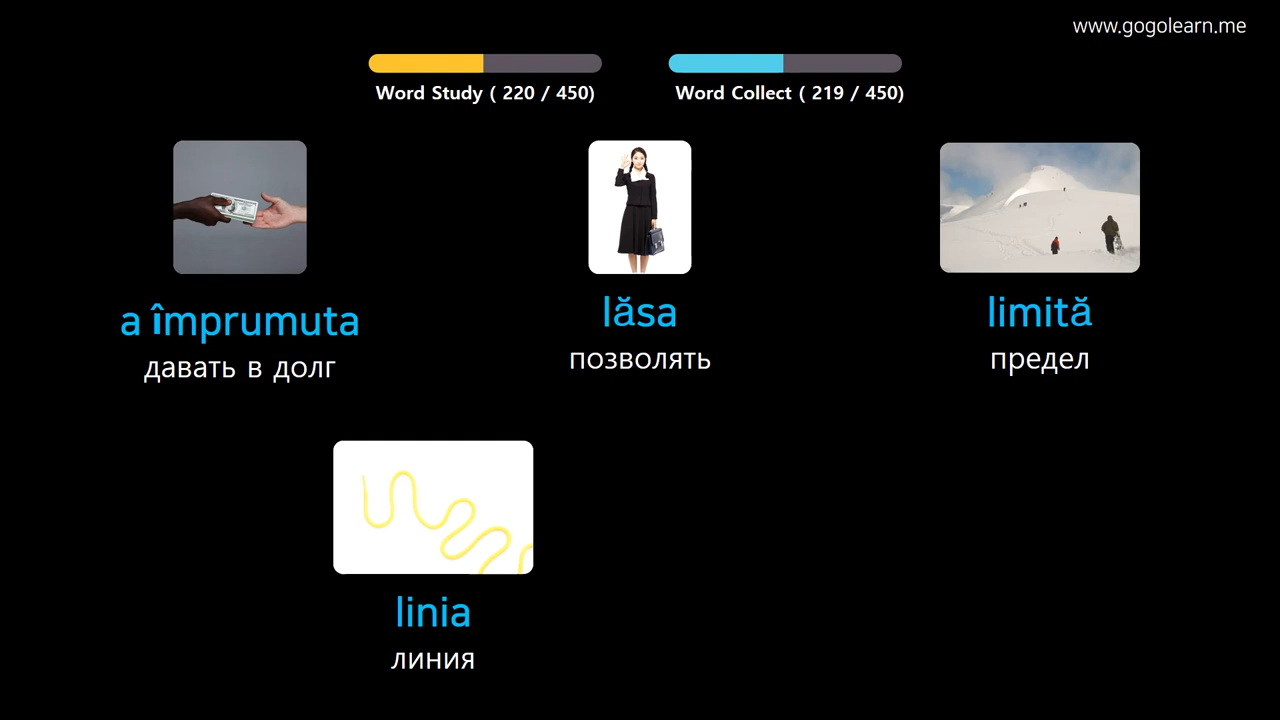 www.gogolearn.me
Word Study ( 220 / 450)
Word Collect ( 219 / 450)
a împrumuta
давать в долг
lăsa
позволять
limită
предел
linia
линия